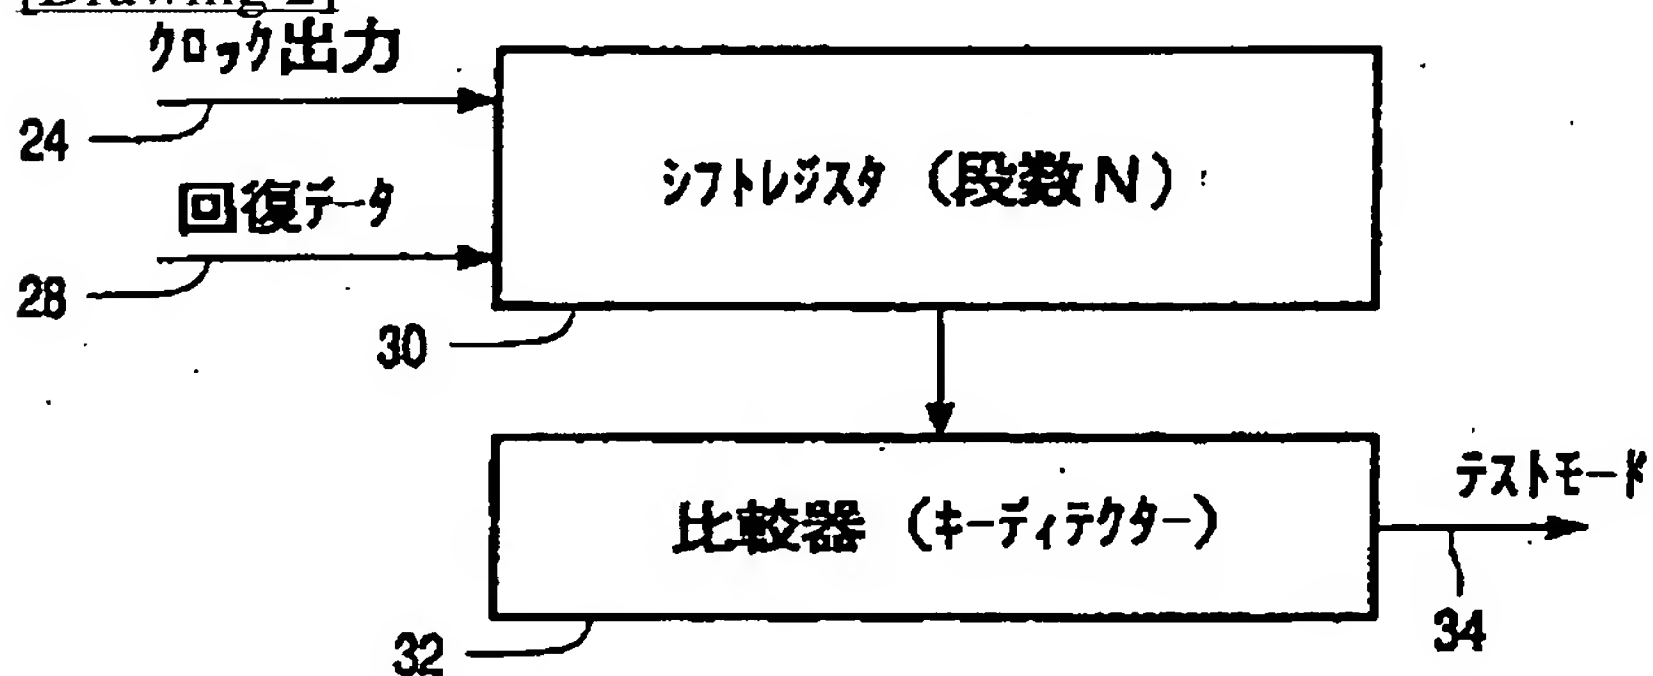 [Drawing 2]
クロック出力
24
回復データ
28
シフトレジスタ（段数N）
30
比較器（キーディテクター）
テストモード
34
32